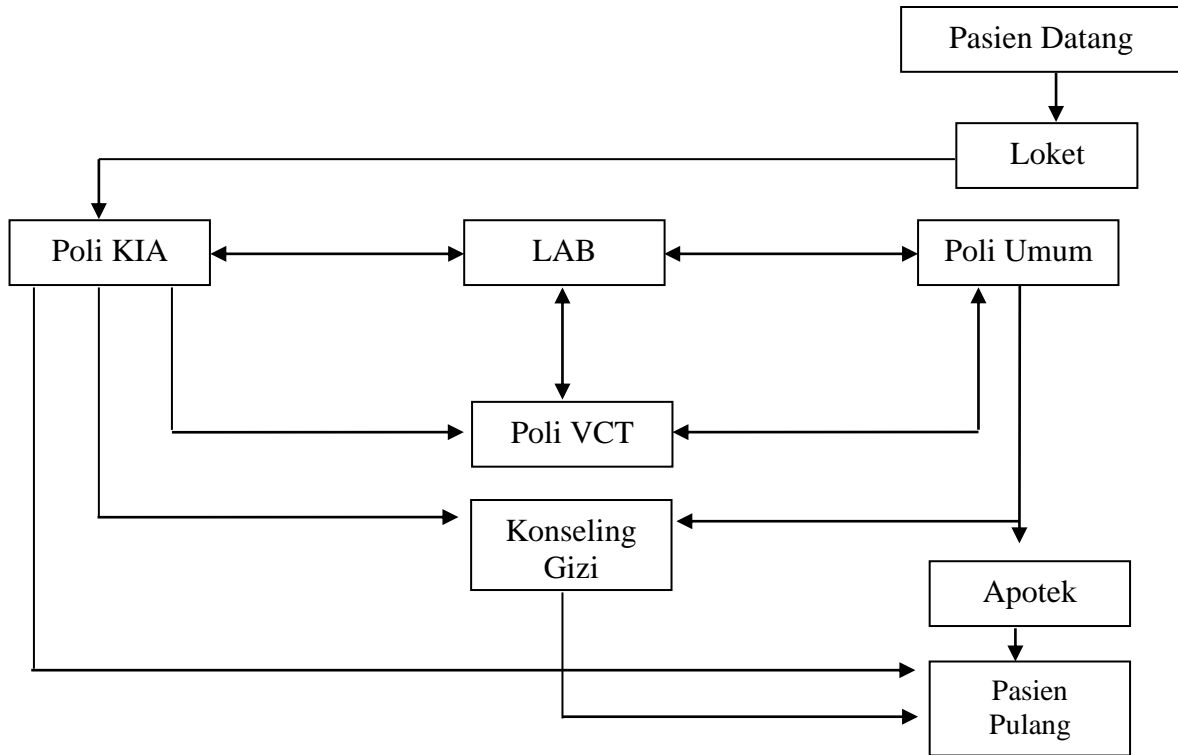 Pasien Datang
Loket
Poli KIA
LAB
Poli Umum
Poli VCT
Konseling
Gizi
Apotek
Pasien
Pulang